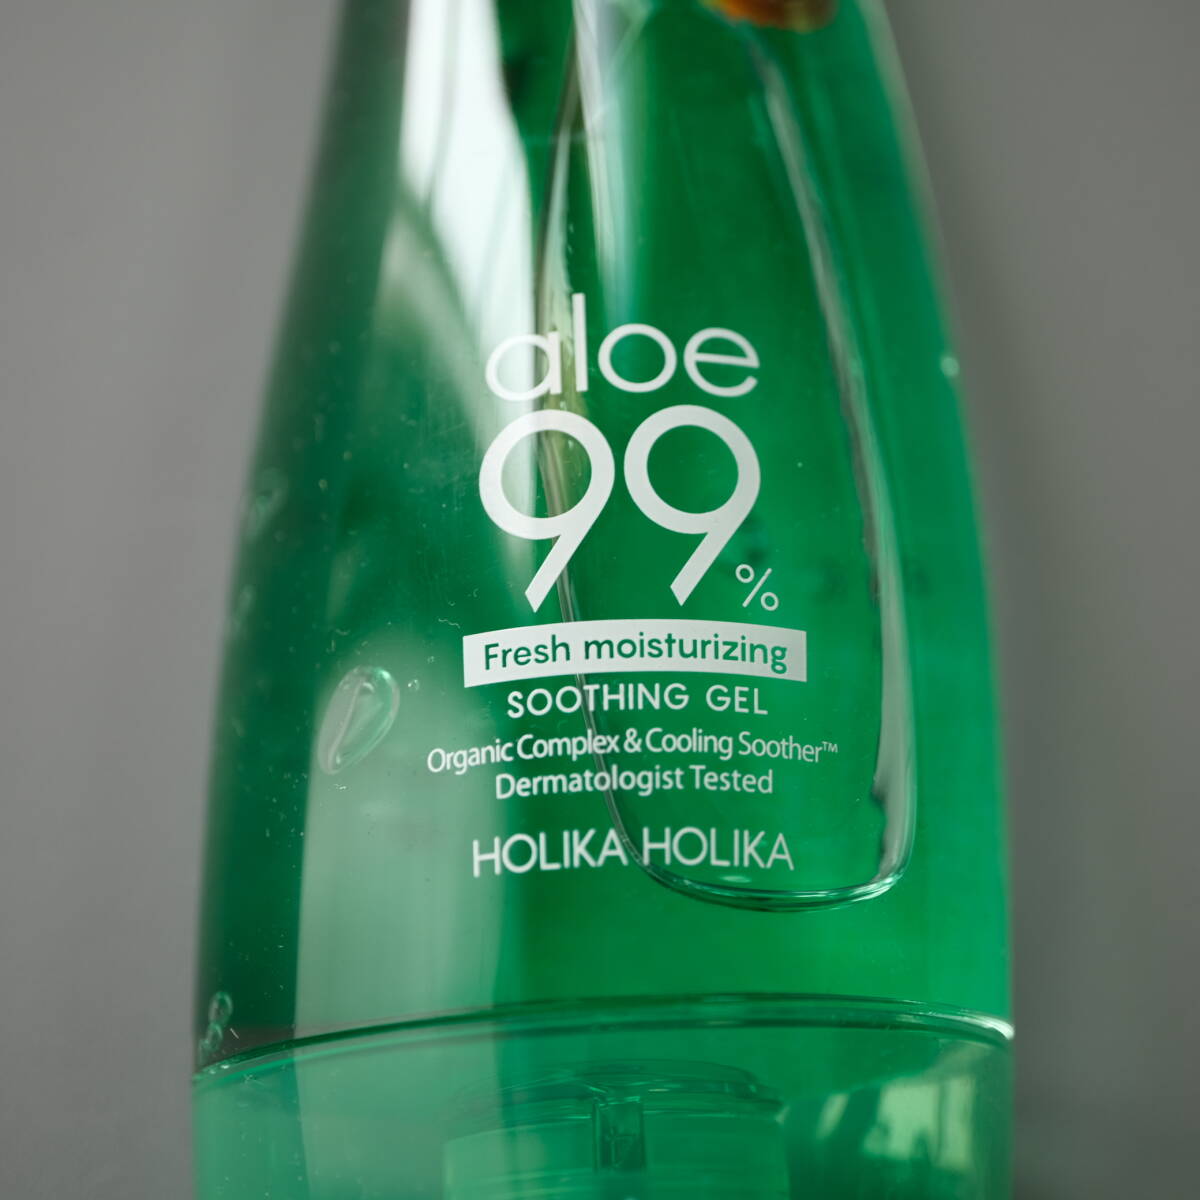 aloe
99%
Fresh moisturizing
SOOTHING GEL
Organic Complex & Cooling Soother™
Dermatologist Tested
HOLIKA HOLIKA